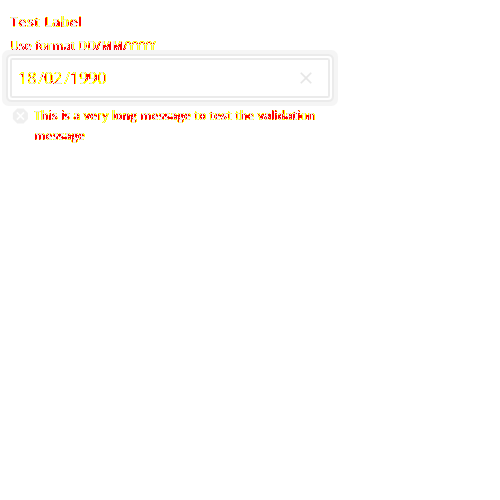 Test Label
Use format DD/MM/YYYY
18/02/1990
This is a very long message to test the validation
message